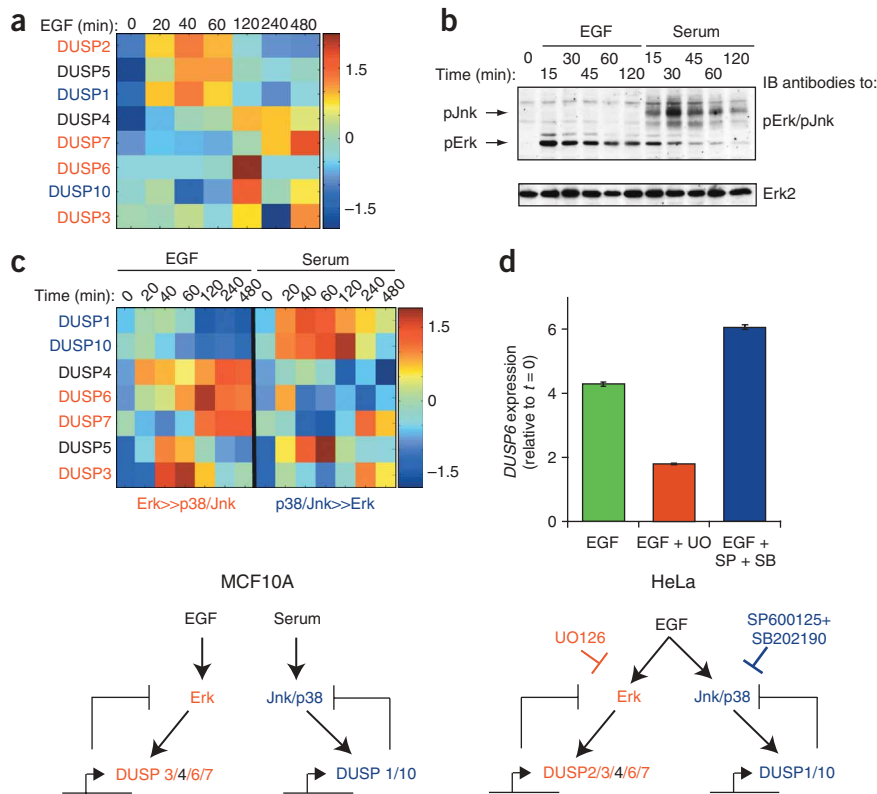 a
EGF (min): 0 20 40 60 120 240 480
DUSP2
DUSP5
DUSP1
DUSP4
DUSP7
DUSP6
DUSP10
DUSP3
1.5
0
−1.5
b
EGF Serum
0 15 30 45 60 120 15 30 45 60 120
Time (min):
IB antibodies to:
pJnk
pErk
pErk/pJnk
Erk2
c
EGF Serum
Time (min): 0 20 40 60 120 240 480 0 20 40 60 120 240 480
DUSP1
DUSP10
DUSP4
DUSP6
DUSP7
DUSP5
DUSP3
1.5
0
−1.5
Erk>>p38/Jnk p38/Jnk>>Erk
d
DUSP6 expression
(relative to t = 0)
6
4
2
0
EGF EGF + UO EGF +
SP + SB
MCF10A
EGF Serum
Erk Jnk/p38
DUSP 3/4/6/7 DUSP 1/10
HeLa
EGF
UO126
SP600125+
SB202190
Erk Jnk/p38
DUSP2/3/4/6/7 DUSP1/10